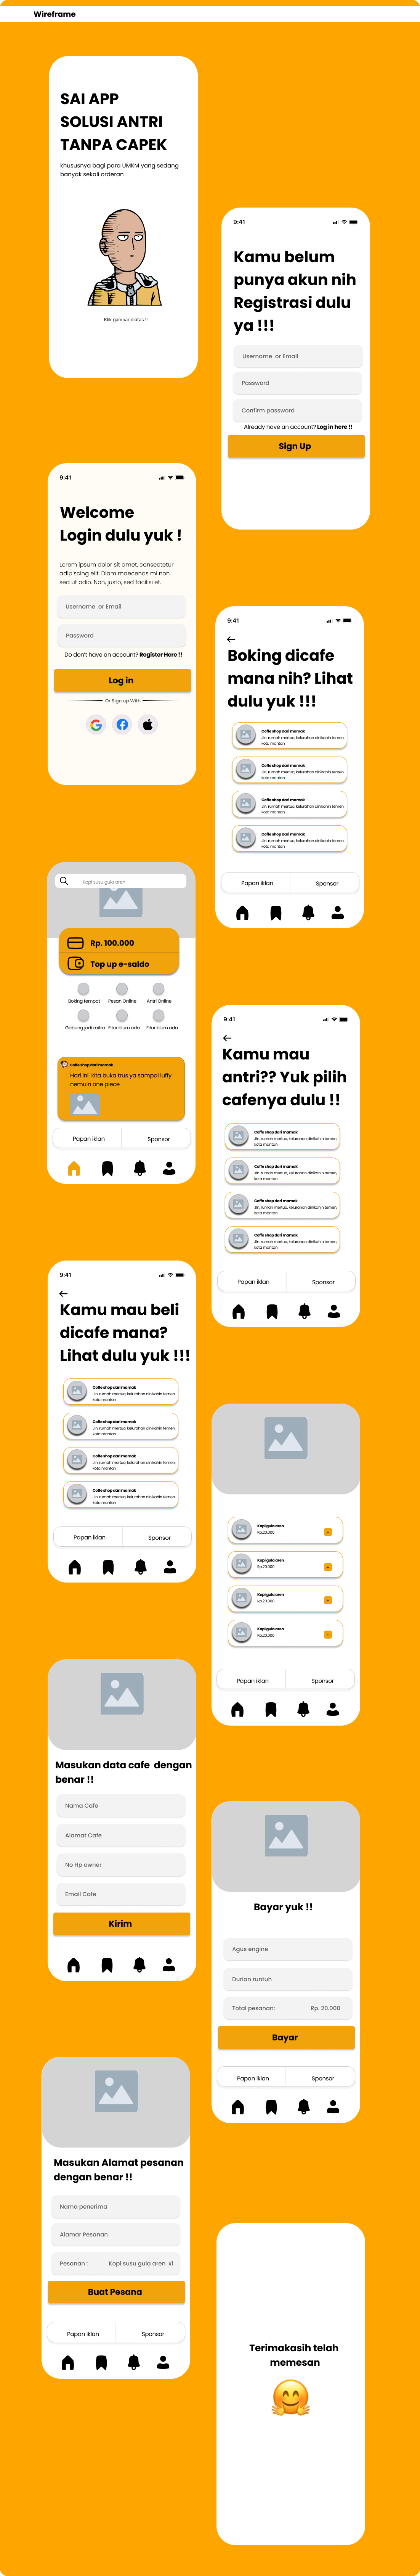 Wireframe
SAI APP
SOLUSI ANTRI
TANPA CAPEK
khususnya bagi para UMKM yang sedang
banyak sekali orderan
Klik gambar diatas !!
9:41
Kamu belum
punya akun nih
Registrasi dulu
ya !!!
Username or Email
Password
Confirm password
Already have an account? Log in here !!
Sign Up
9:41
Welcome
Login dulu yuk !
Lorem ipsum dolor sit amet, consectetur
adipiscing elit. Diam maecenas mi non
sed ut odio. Non, justo, sed facilisi et.
Username or Email
Password
Do don't have an account? Register Here !!
Log in
Or Sign up With
9:41
Boking dicafe
mana nih? Lihat
dulu yuk !!!
Coffe shop dari mamak
Jln. rumah mertua, kelurahan dinikahin temen,
kota mantan
Coffe shop dari mamak
Jln. rumah mertua, kelurahan dinikahin temen,
kota mantan
Coffe shop dari mamak
Jln. rumah mertua, kelurahan dinikahin temen,
kota mantan
Coffe shop dari mamak
Jln. rumah mertua, kelurahan dinikahin temen,
kota mantan
Papan iklan Sponsor
Kopi susu gula aren
Rp. 100.000
Top up e-saldo
Boking tempat Pesan Online Antri Online
Gabung jadi mitra Fitur blum ada Fitur blum ada
Coffe shop dari mamak
Hari ini kita buka trus ya sampai luffy
nemuin one piece
Papan iklan Sponsor
9:41
Kamu mau
antri?? Yuk pilih
cafenya dulu !!
Coffe shop dari mamak
Jln. rumah mertua, kelurahan dinikahin temen,
kota mantan
Coffe shop dari mamak
Jln. rumah mertua, kelurahan dinikahin temen,
kota mantan
Coffe shop dari mamak
Jln. rumah mertua, kelurahan dinikahin temen,
kota mantan
Coffe shop dari mamak
Jln. rumah mertua, kelurahan dinikahin temen,
kota mantan
Papan iklan Sponsor
9:41
Kamu mau beli
dicafe mana?
Lihat dulu yuk !!!
Coffe shop dari mamak
Jln. rumah mertua, kelurahan dinikahin temen,
kota mantan
Coffe shop dari mamak
Jln. rumah mertua, kelurahan dinikahin temen,
kota mantan
Coffe shop dari mamak
Jln. rumah mertua, kelurahan dinikahin temen,
kota mantan
Coffe shop dari mamak
Jln. rumah mertua, kelurahan dinikahin temen,
kota mantan
Papan iklan Sponsor
Kopi gula aren
Rp.20.000
Kopi gula aren
Rp.20.000
Kopi gula aren
Rp.20.000
Kopi gula aren
Rp.20.000
Papan iklan Sponsor
Masukan data cafe dengan
benar !!
Nama Cafe
Alamat Cafe
No Hp owner
Email Cafe
Kirim
Bayar yuk !!
Agus engine
Durian runtuh
Total pesanan: Rp. 20.000
Bayar
Papan iklan Sponsor
Masukan Alamat pesanan
dengan benar !!
Nama penerima
Alamar Pesanan
Pesanan : Kopi susu gula aren x1
Buat Pesana
Papan iklan Sponsor
Terimakasih telah
memesan